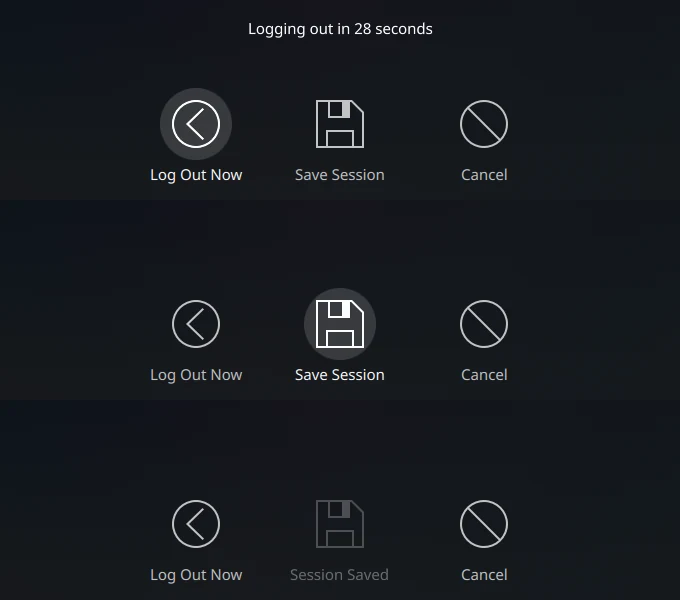 Logging out in 28 seconds
Log Out Now Save Session Cancel
Log Out Now Save Session Cancel
Log Out Now Session Saved Cancel